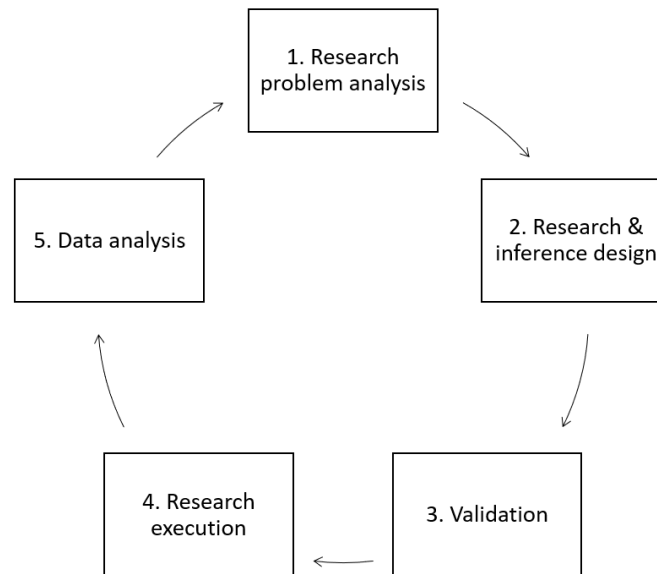 1. Research
problem analysis
2. Research &
inference design
3. Validation
4. Research
execution
5. Data analysis